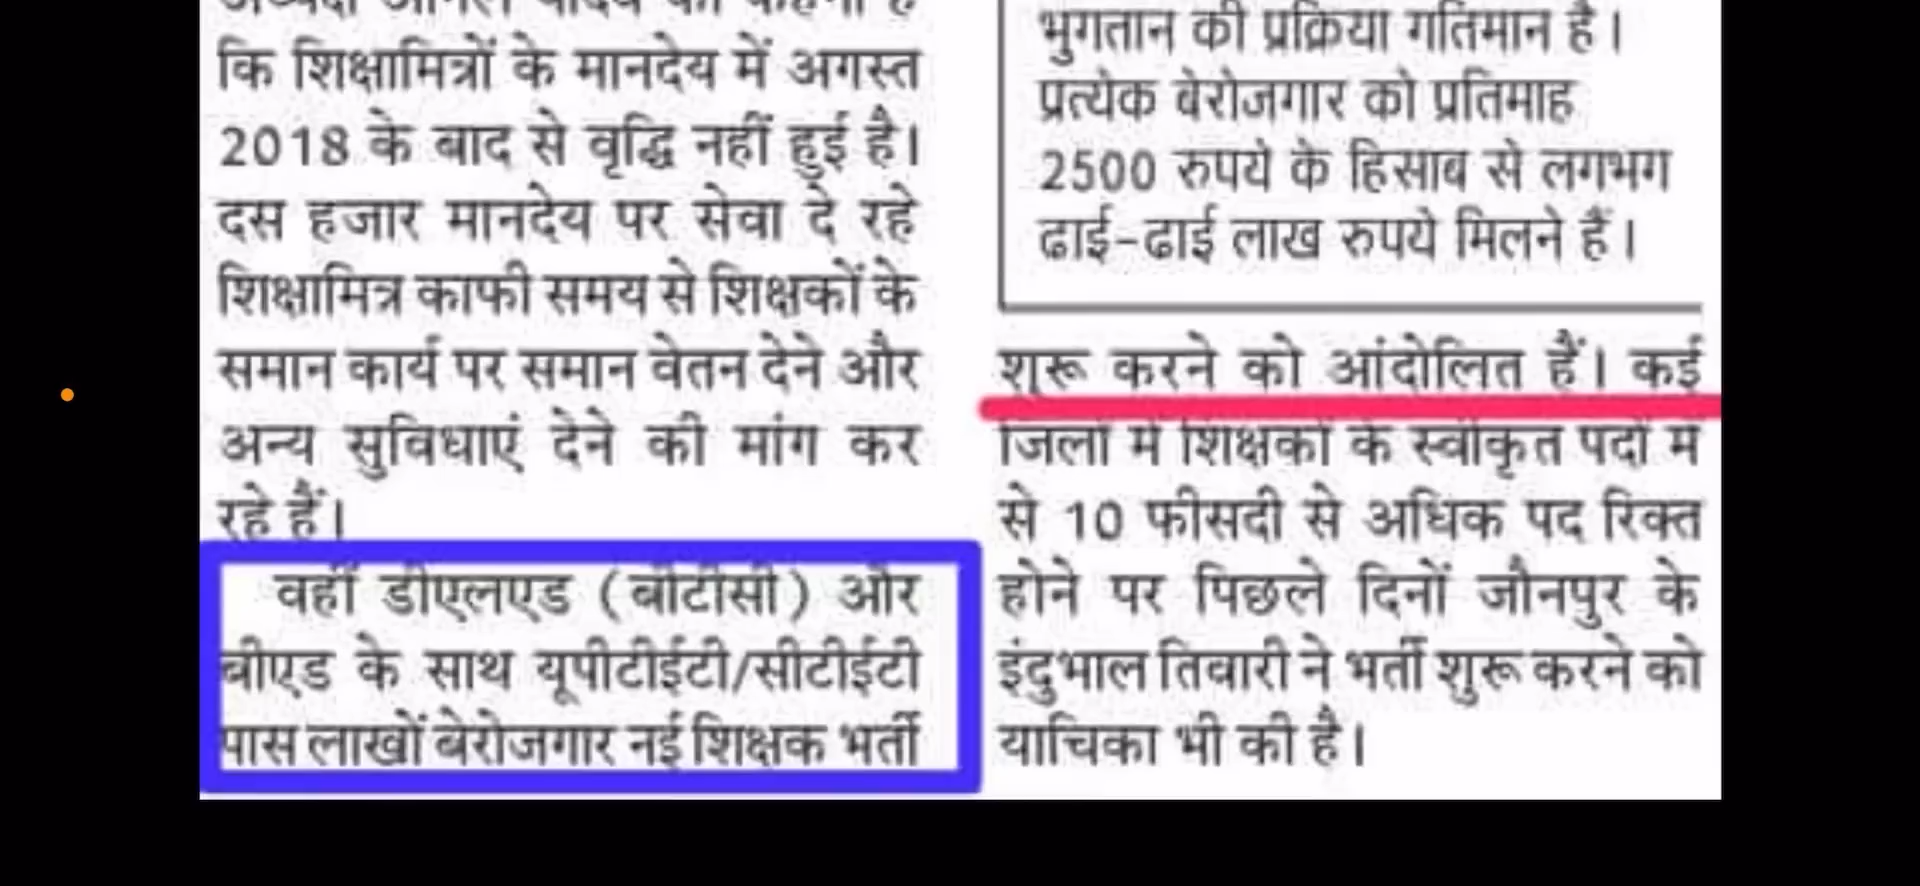 कि शिक्षामित्रों के मानदेय में अगस्त
2018 के बाद से वृद्धि नहीं हुई है।
दस हजार मानदेय पर सेवा दे रहे
शिक्षामित्र काफी समय से शिक्षकों के
समान कार्य पर समान वेतन देने और
अन्य सुविधाएं देने की मांग कर
रहे हैं।
वहीं डीएलएड (बीटीसी) और
बीएड के साथ यूपीटीईटी/सीटीईटी
पास लाखों बेरोजगार नई शिक्षक भर्ती
भुगतान की प्रक्रिया गतिमान है।
प्रत्येक बेरोजगार को प्रतिमाह
2500 रुपये के हिसाब से लगभग
ढाई-ढाई लाख रुपये मिलने हैं।
शुरू करने को आंदोलित हैं। कई
जिलों में शिक्षकों के स्वीकृत पदों में
से 10 फीसदी से अधिक पद रिक्त
होने पर पिछले दिनों जौनपुर के
इंदुभाल तिवारी ने भर्ती शुरू करने को
याचिका भी की है।